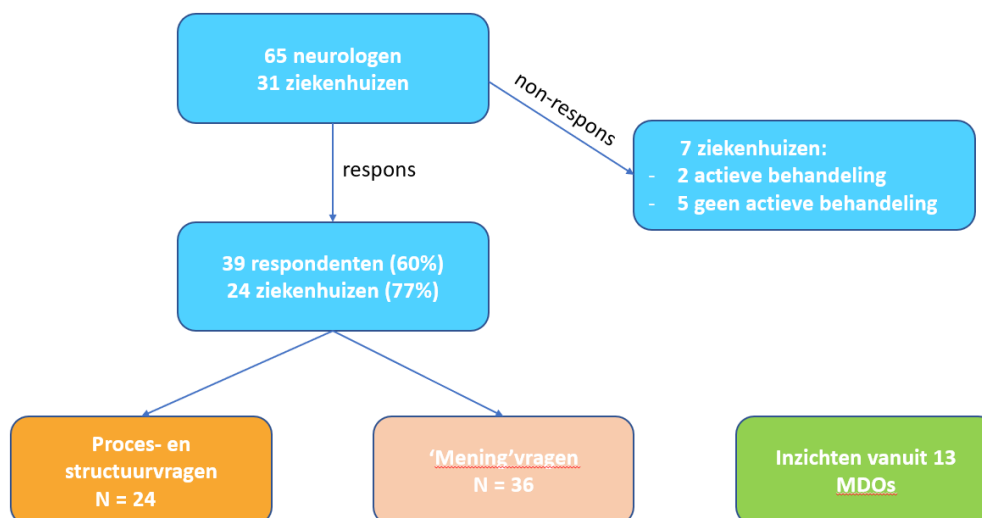 65 neurologen
31 ziekenhuizen
non-respons
7 ziekenhuizen:
- 2 actieve behandeling
- 5 geen actieve behandeling
respons
39 respondenten (60%)
24 ziekenhuizen (77%)
Proces- en
structuurvragen
N = 24
‘Mening’vragen
N = 36
Inzichten vanuit 13
MDOs